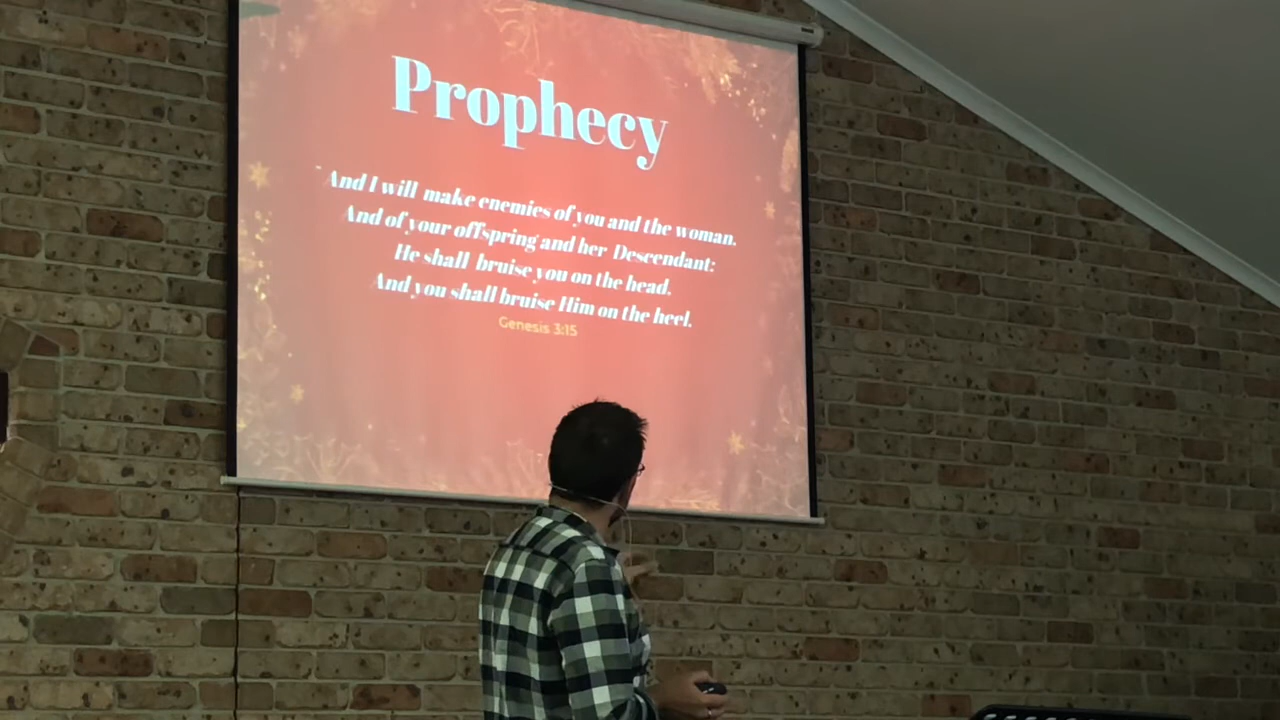 Prophecy
"And I will make enemies of you and the woman.
And of your offspring and her Descendant:
He shall bruise you on the head.
And you shall bruise Him on the heel.
Genesis 3:15